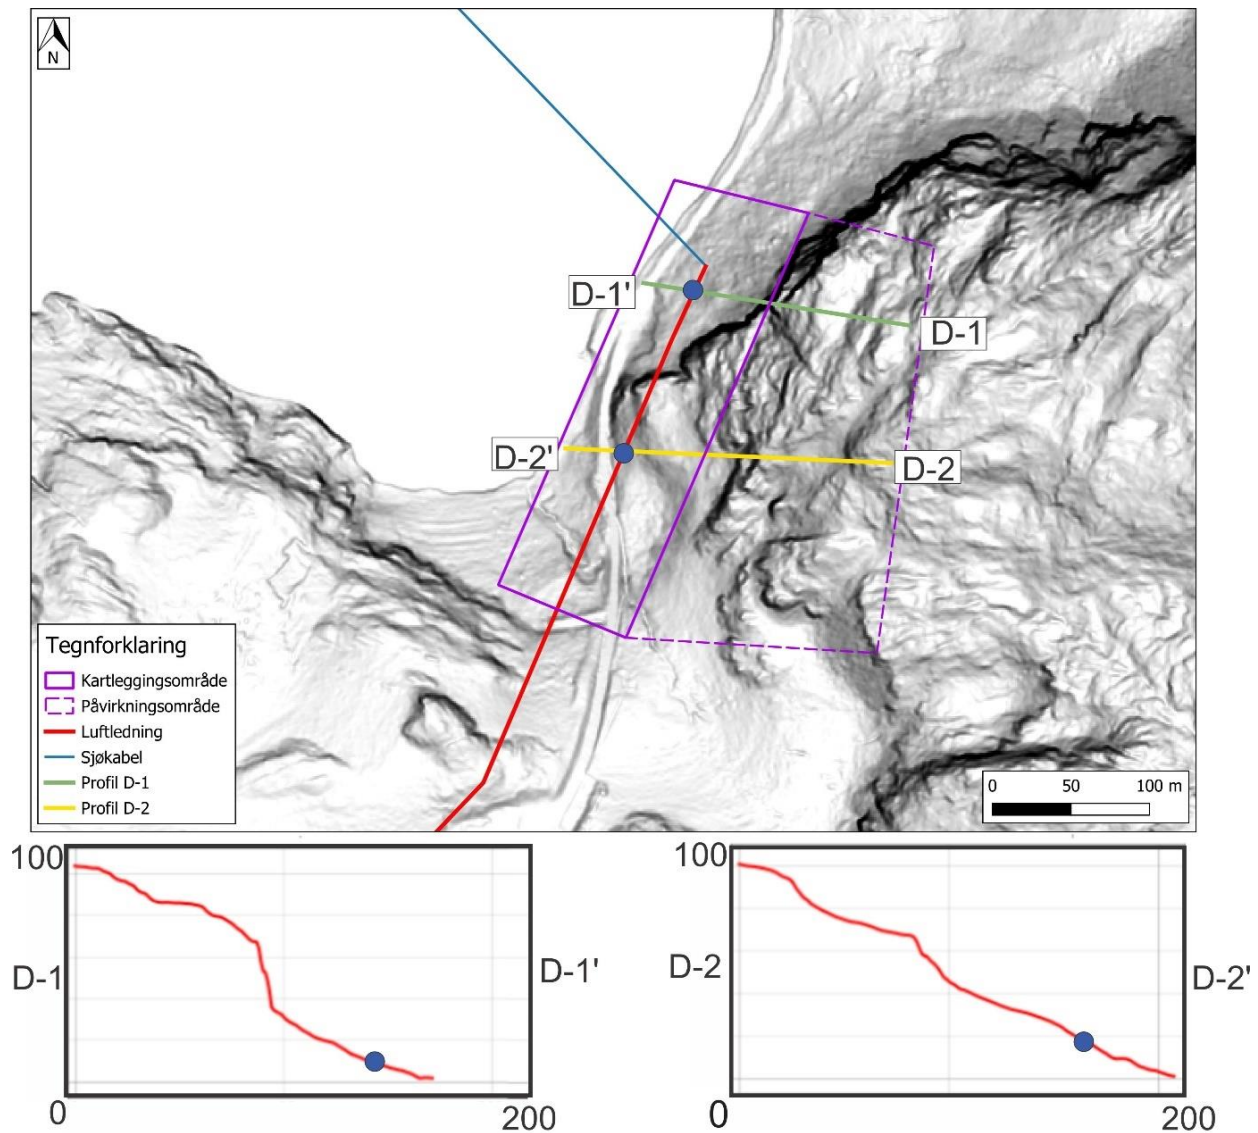 N
D-1'
D-1
D-2'
D-2
Tegnforklaring
Kartleggingsområde
Påvirkningsområde
Luftledning
Sjøkabel
Profil D-1
Profil D-2
0 50 100 m
100
D-1
D-1'
0 200
100
D-2
D-2'
0 200